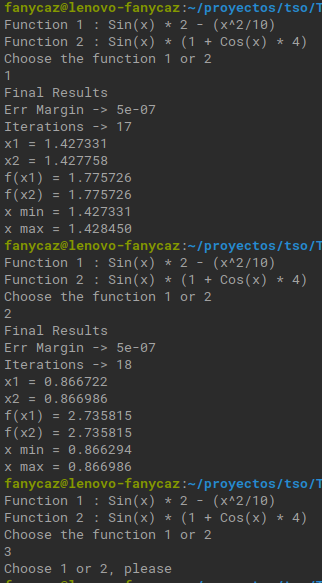 fanycaz@lenovo-fanycaz:~/proyectos/tso/T
Function 1 : Sin(x) * 2 - (x^2/10)
Function 2 : Sin(x) * (1 + Cos(x) * 4)
Choose the function 1 or 2
1
Final Results
Err Margin -> 5e-07
Iterations -> 17
x1 = 1.427331
x2 = 1.427758
f(x1) = 1.775726
f(x2) = 1.775726
x min = 1.427331
x max = 1.428450
fanycaz@lenovo-fanycaz:~/proyectos/tso/T
Function 1 : Sin(x) * 2 - (x^2/10)
Function 2 : Sin(x) * (1 + Cos(x) * 4)
Choose the function 1 or 2
2
Final Results
Err Margin -> 5e-07
Iterations -> 18
x1 = 0.866722
x2 = 0.866986
f(x1) = 2.735815
f(x2) = 2.735815
x min = 0.866294
x max = 0.866986
fanycaz@lenovo-fanycaz:~/proyectos/tso/T
Function 1 : Sin(x) * 2 - (x^2/10)
Function 2 : Sin(x) * (1 + Cos(x) * 4)
Choose the function 1 or 2
3
Choose 1 or 2, please